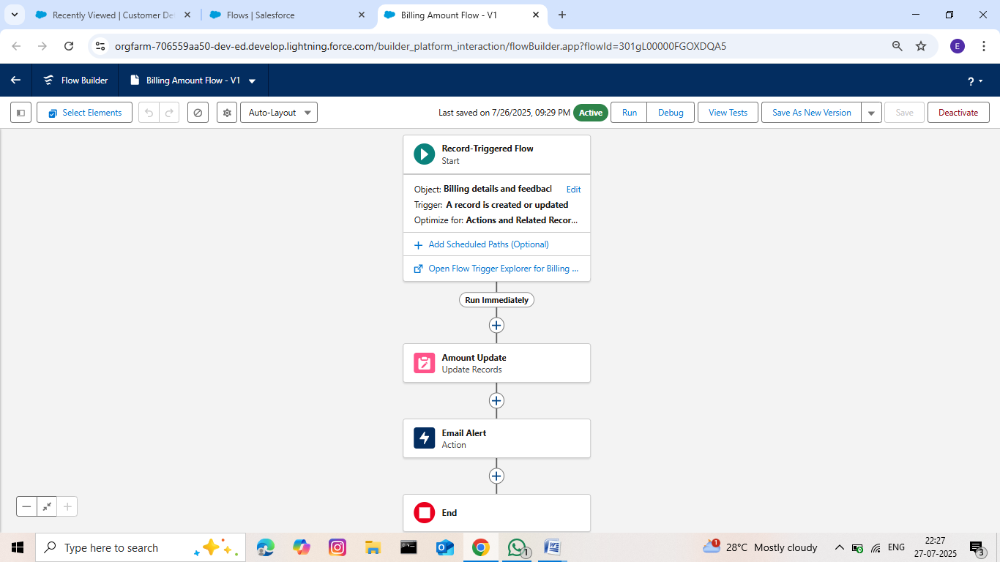 Recently Viewed | Customer De
Flows | Salesforce
Billing Amount Flow - V1
orgfarm-706559aa50-dev-ed.develop.lightning.force.com/builder_platform_interaction/flowBuilder.app?flowId=301gL00000FGOXDQA5
E
Flow Builder
Billing Amount Flow - V1
?
Select Elements
Auto-Layout
Last saved on 7/26/2025, 09:29 PM
Active
Run
Debug
View Tests
Save As New Version
Save
Deactivate
Record-Triggered Flow
Start
Object: Billing details and feedbacl
Edit
Trigger: A record is created or updated
Optimize for: Actions and Related Recor...
Add Scheduled Paths (Optional)
Open Flow Trigger Explorer for Billing ...
Run Immediately
Amount Update
Update Records
Email Alert
Action
End
Type here to search
1
1
28°C Mostly cloudy
ENG
22:27
27-07-2025
3